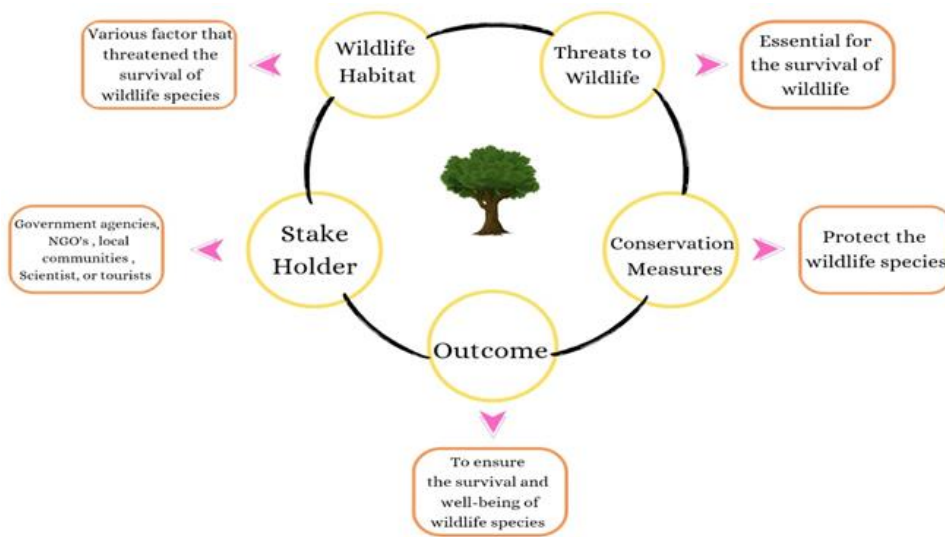 Various factor that
threatened the
survival of
wildlife species
Wildlife
Habitat
Threats to
Wildlife
Essential for
the survival of
wildlife
Government agencies,
NGO's , local
communities ,
Scientist, or tourists
Stake
Holder
Conservation
Measures
Protect the
wildlife species
Outcome
To ensure
the survival and
well-being of
wildlife species